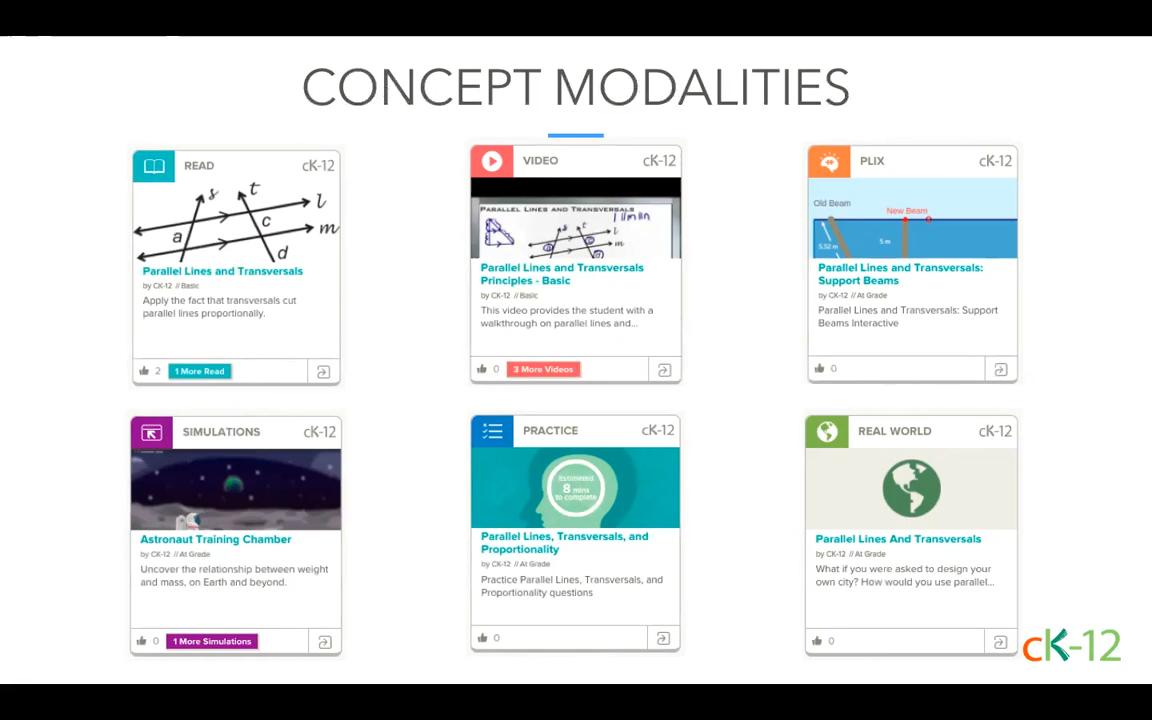 CONCEPT MODALITIES
READ
cK-12
s
t
l
c
m
a
d
Parallel Lines and Transversals
by CK-12 // Basic
Apply the fact that transversals cut
parallel lines proportionally.
2
1 More Read
VIDEO
cK-12
PARALLEL LINES AND TRANSVERSALS
s
t
l
m
Parallel Lines and Transversals
Principles - Basic
by CK-12 // Basic
This video provides the student with a
walkthrough on parallel lines and...
0
3 More Videos
PLIX
cK-12
Old Beam
New Beam
5.52 m
5 m
Parallel Lines and Transversals:
Support Beams
by CK-12 // At Grade
Parallel Lines and Transversals: Support
Beams Interactive
0
SIMULATIONS
cK-12
Astronaut Training Chamber
by CK-12 // At Grade
Uncover the relationship between weight
and mass, on Earth and beyond.
0
1 More Simulations
PRACTICE
cK-12
Estimated
8 mins
to complete
Parallel Lines, Transversals, and
Proportionality
by CK-12 // At Grade
Practice Parallel Lines, Transversals, and
Proportionality questions
0
REAL WORLD
cK-12
Parallel Lines And Transversals
by CK-12 // At Grade
What if you were asked to design your
own city? How would you use parallel...
0
cK-12